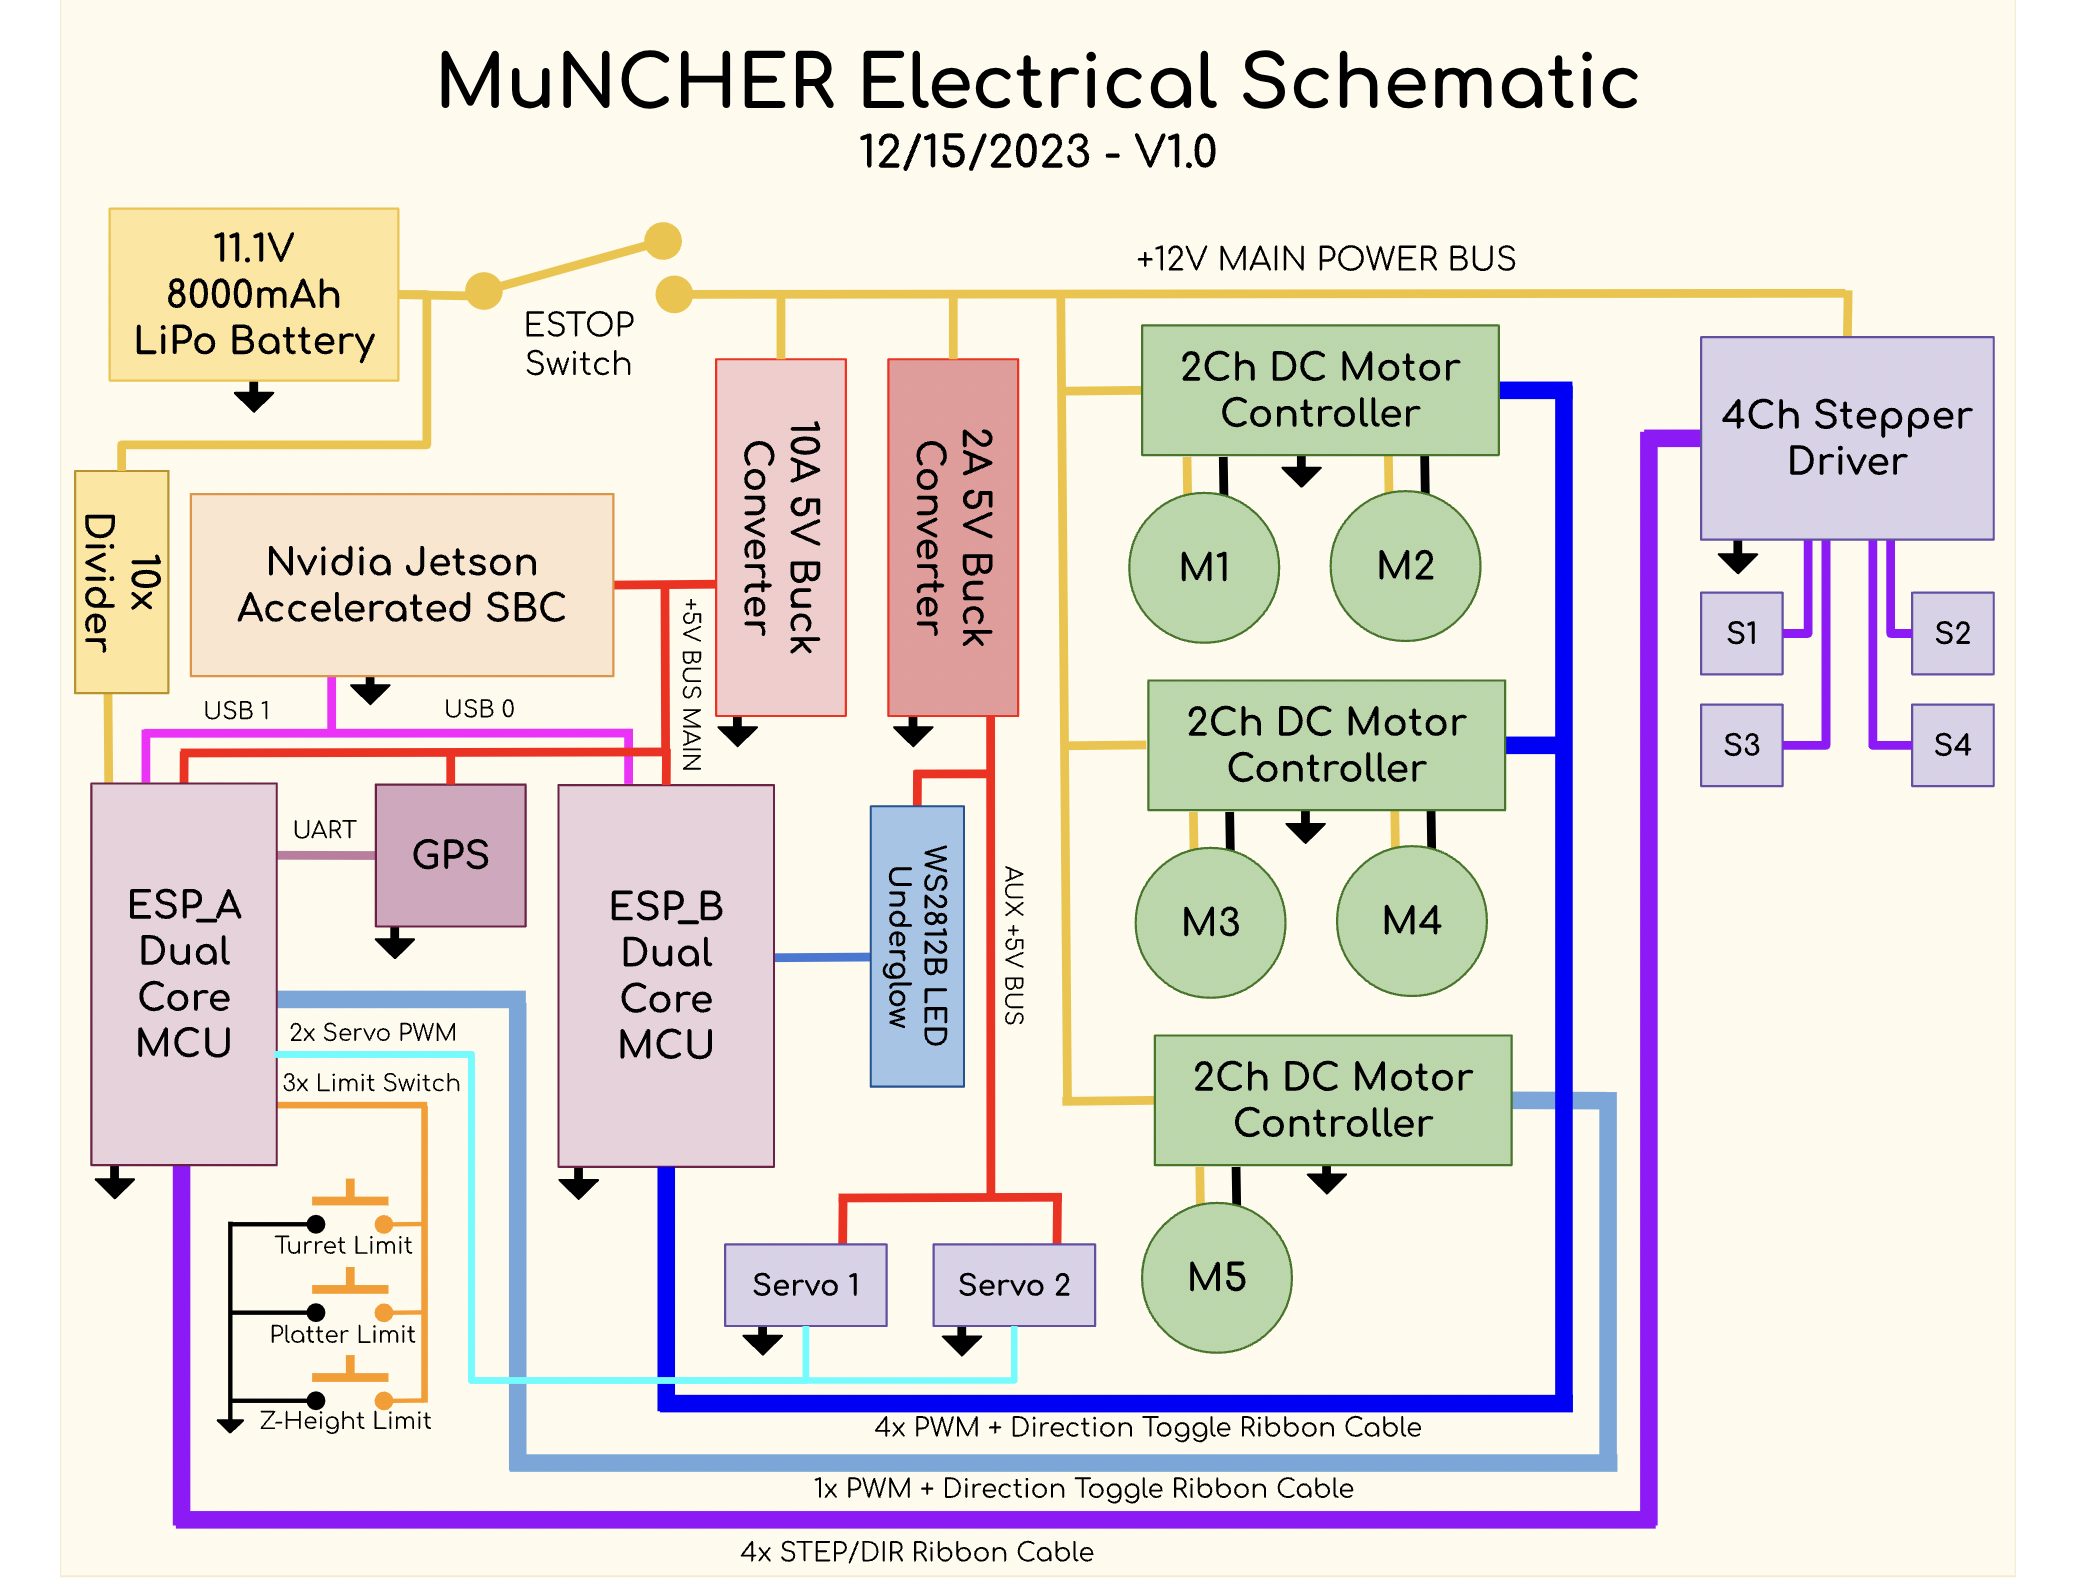 MuNCHER Electrical Schematic
12/15/2023 - V1.0
11.1V
8000mAh
LiPo Battery
ESTOP
Switch
+12V MAIN POWER BUS
10x
Divider
Nvidia Jetson
Accelerated SBC
10A 5V Buck
Converter
2A 5V Buck
Converter
2Ch DC Motor
Controller
M1
M2
4Ch Stepper
Driver
S1
S2
S3
S4
USB 1
USB 0
+5V BUS MAIN
2Ch DC Motor
Controller
M3
M4
ESP_A
Dual
Core
MCU
UART
GPS
ESP_B
Dual
Core
MCU
WS2812B LED
Underglow
AUX +5V BUS
2x Servo PWM
3x Limit Switch
2Ch DC Motor
Controller
M5
Turret Limit
Platter Limit
Z-Height Limit
Servo 1
Servo 2
4x PWM + Direction Toggle Ribbon Cable
1x PWM + Direction Toggle Ribbon Cable
4x STEP/DIR Ribbon Cable